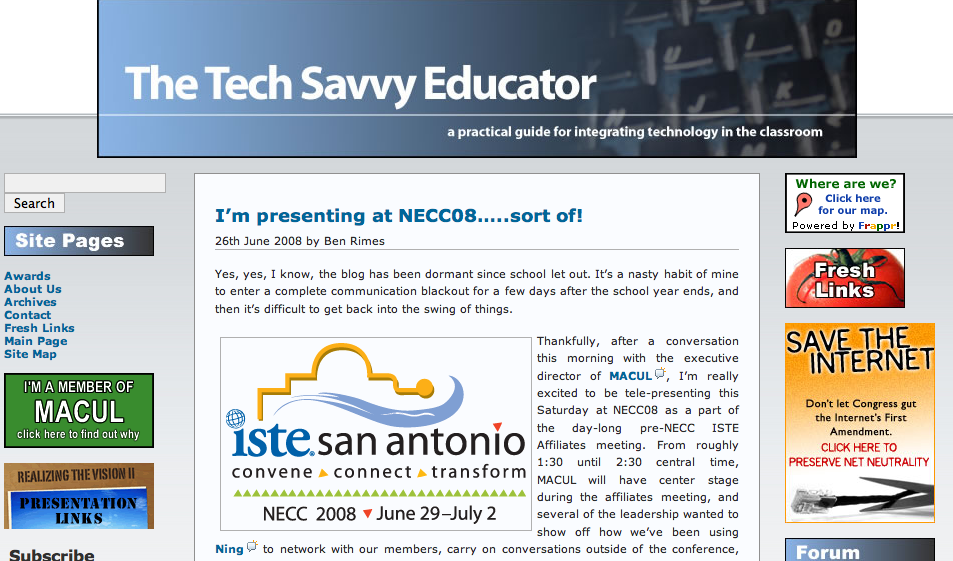 The Tech Savvy Educator
a practical guide for integrating technology in the classroom
Search
Site Pages
Awards
About Us
Archives
Contact
Fresh Links
Main Page
Site Map
I'M A MEMBER OF
MACUL
click here to find out why
REALIZING THE VISION II
PRESENTATION
LINKS
Subscribe
I'm presenting at NECC08.....sort of!
26th June 2008 by Ben Rimes
Yes, yes, I know, the blog has been dormant since school let out. It's a nasty habit of mine
to enter a complete communication blackout for a few days after the school year ends, and
then it's difficult to get back into the swing of things.
iste.san antonio
convene connect transform
NECC 2008 June 29–July 2
Thankfully, after a conversation
this morning with the executive
director of MACUL, I'm really
excited to be tele-presenting this
Saturday at NECC08 as a part of
the day-long pre-NECC ISTE
Affiliates meeting. From roughly
1:30 until 2:30 central time,
MACUL will have center stage
during the affiliates meeting, and
several of the leadership wanted to
show off how we've been using
Ning to network with our members, carry on conversations outside of the conference,
Where are we?
Click here
for our map.
Powered by Frappr!
Fresh
Links
SAVE THE
INTERNET
Don't let Congress gut
the Internet's First
Amendment.
CLICK HERE TO
PRESERVE NET NEUTRALITY
Forum
U I O
J K